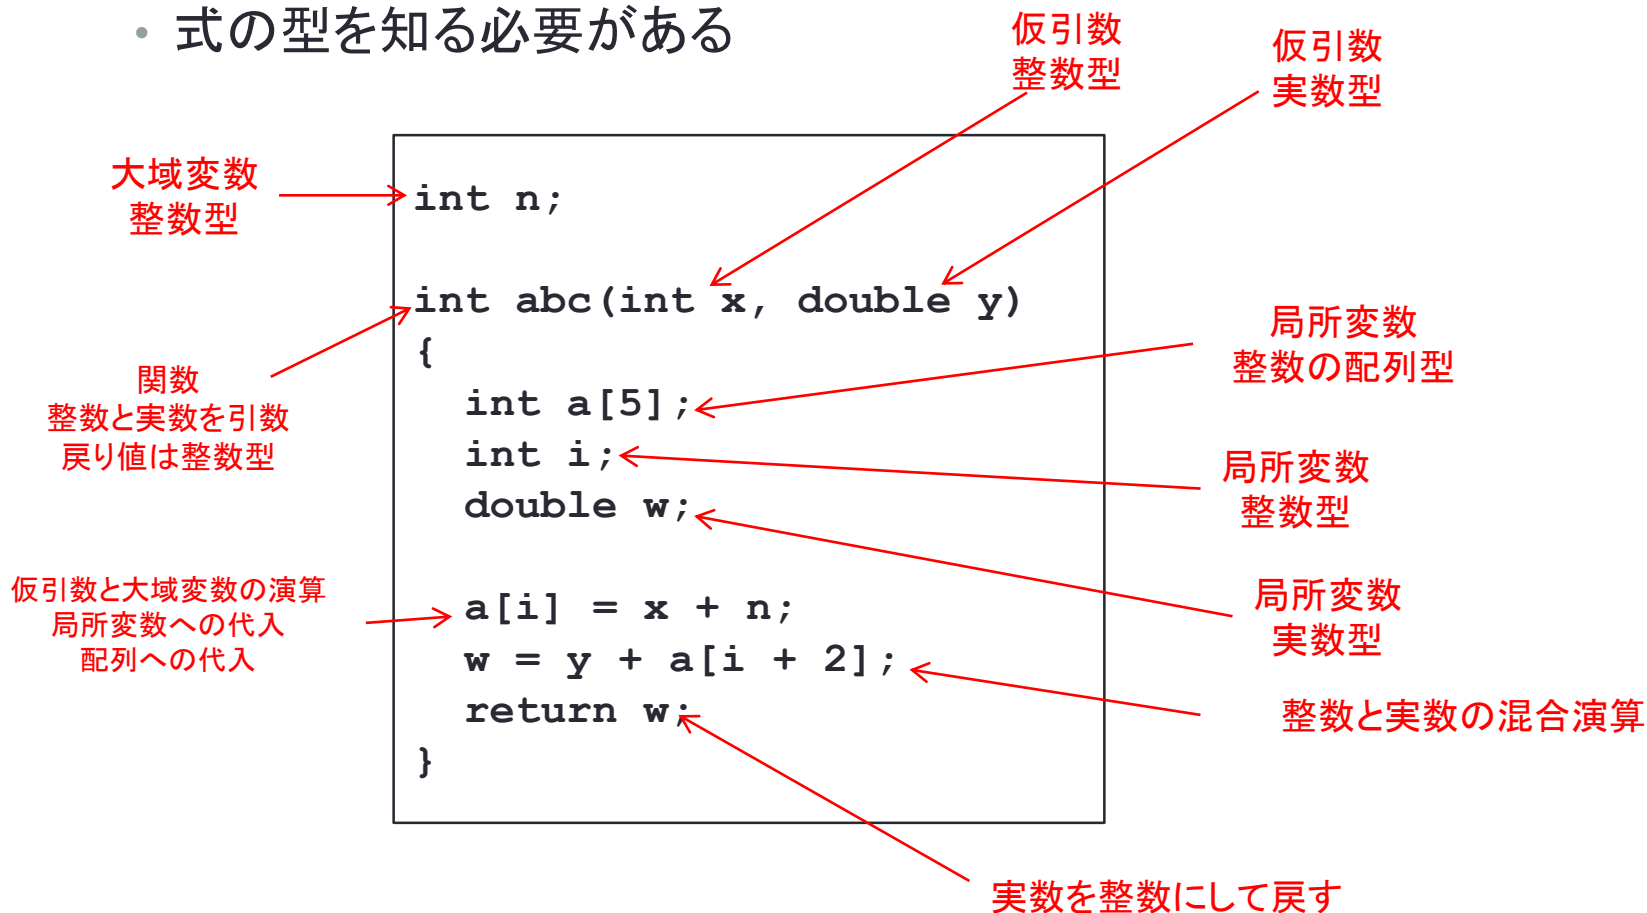 • 式の型を知る必要がある
仮引数
整数型
仮引数
実数型
大域変数
整数型
int n;
int abc(int x, double y)
{
int a[5];
int i;
double w;
a[i] = x + n;
w = y + a[i + 2];
return w;
}
関数
整数と実数を引数
戻り値は整数型
局所変数
整数の配列型
局所変数
整数型
局所変数
実数型
仮引数と大域変数の演算
局所変数への代入
配列への代入
整数と実数の混合演算
実数を整数にして戻す